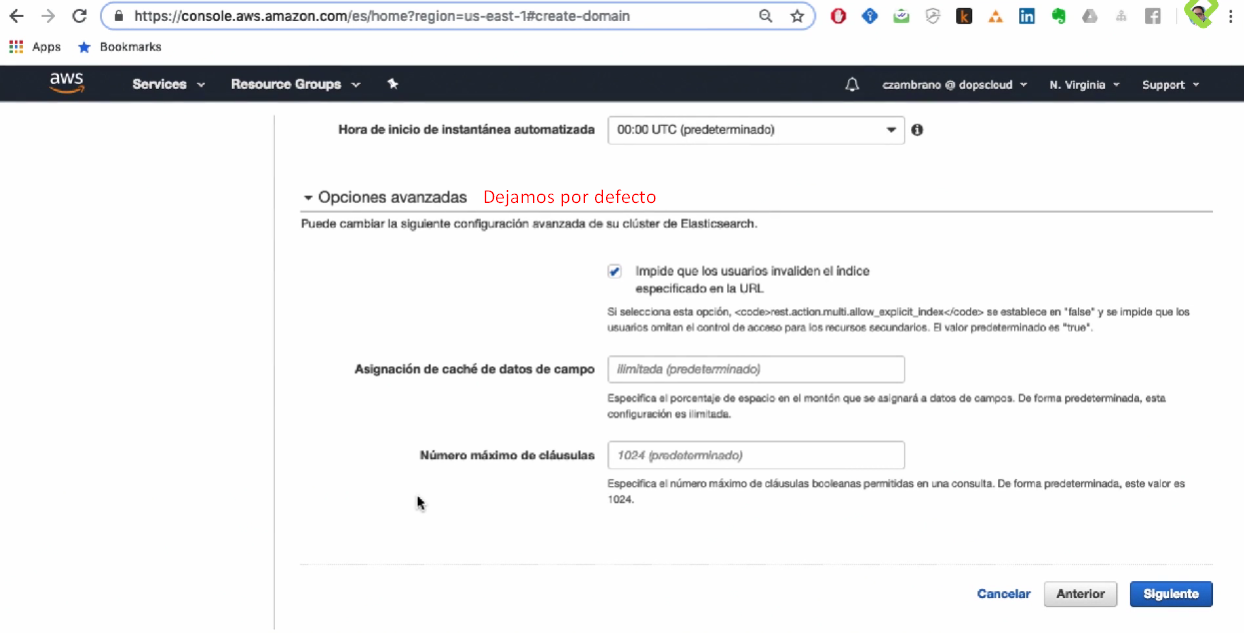 https://console.aws.amazon.com/es/home?region=us-east-1#create-domain
Apps Bookmarks
aws Services Resource Groups czambrano @ dopscloud N. Virginia Support
Hora de inicio de instantánea automatizada 00:00 UTC (predeterminado)
Opciones avanzadas Dejamos por defecto
Puede cambiar la siguiente configuración avanzada de su clúster de Elasticsearch.
Impide que los usuarios invaliden el índice
especificado en la URL
Si selecciona esta opción, <code>rest.action.multi.allow_explicit_index</code> se establece en "false" y se impide que los
usuarios omitan el control de acceso para los recursos secundarios. El valor predeterminado es "true".
Asignación de caché de datos de campo ilimitada (predeterminado)
Especifica el porcentaje de espacio en el montón que se asignará a datos de campos. De forma predeterminada, esta
configuración es ilimitada.
Número máximo de cláusulas 1024 (predeterminado)
Especifica el número máximo de cláusulas booleanas permitidas en una consulta. De forma predeterminada, este valor es
1024.
Cancelar Anterior Siguiente